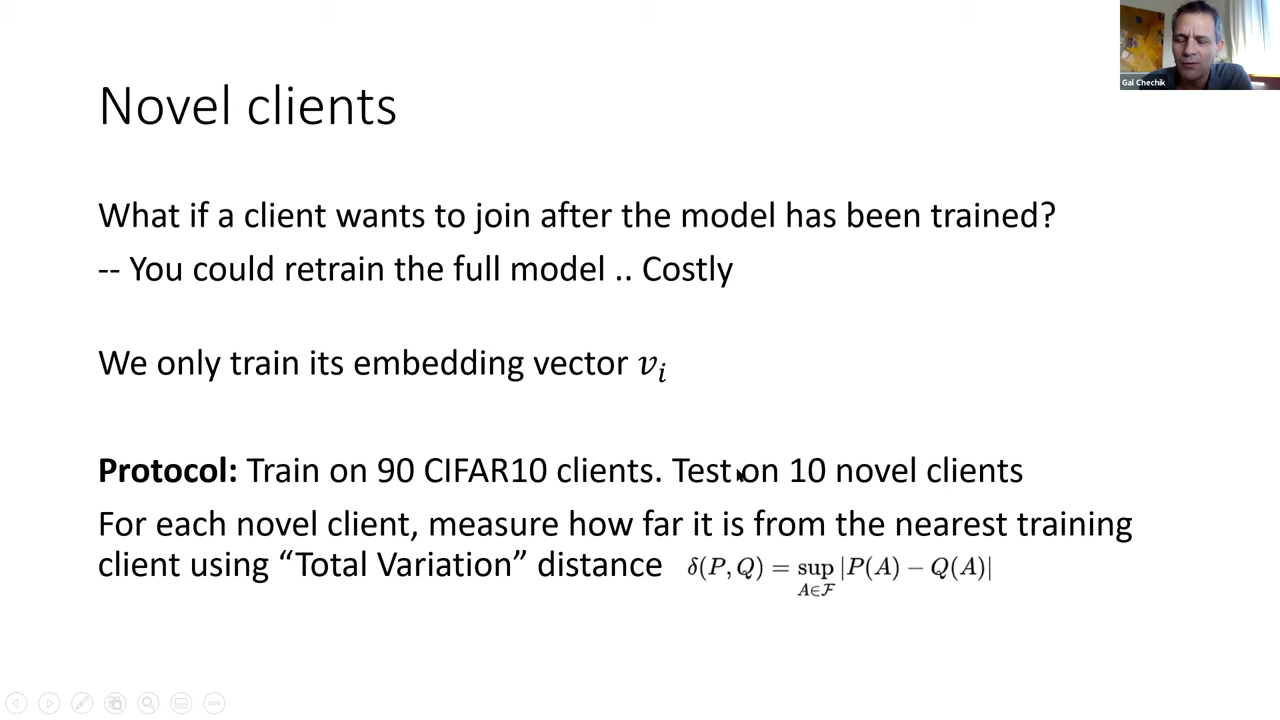 Gal Chechik
Novel clients
What if a client wants to join after the model has been trained?
-- You could retrain the full model .. Costly
We only train its embedding vector 𝑣ᵢ
Protocol: Train on 90 CIFAR10 clients. Test on 10 novel clients
For each novel client, measure how far it is from the nearest training
client using “Total Variation” distance δ(P, Q) = sup |P(A) − Q(A)|
A∈ℱ